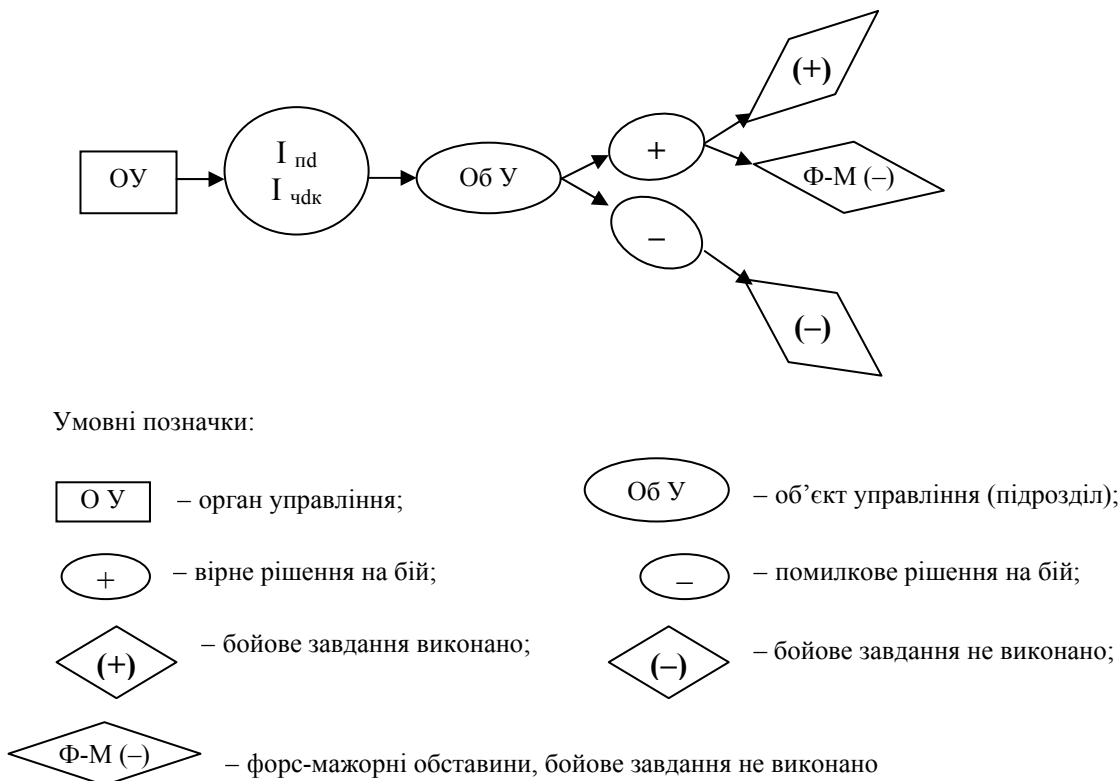 (+)
ОУ
І пd
І чdк
Об У
+
Ф-М (–)
–
(–)
Умовні позначки:
О У – орган управління;
Об У – об’єкт управління (підрозділ);
+ – вірне рішення на бій;
– – помилкове рішення на бій;
(+) – бойове завдання виконано;
(–) – бойове завдання не виконано;
Ф-М (–) – форс-мажорні обставини, бойове завдання не виконано